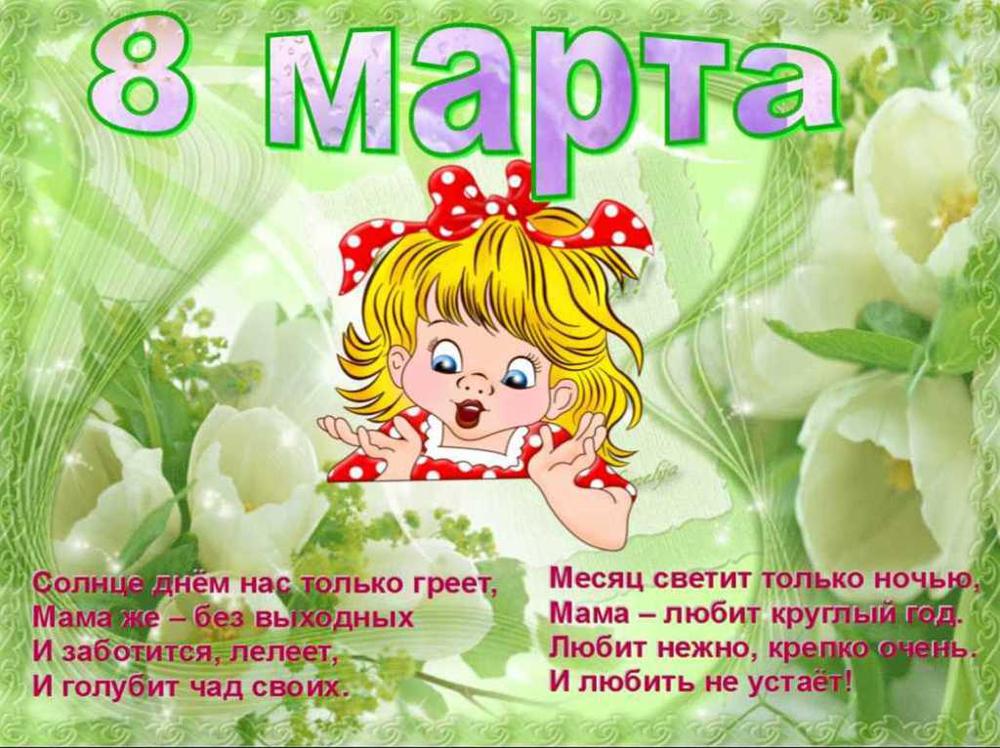 8 марта
Солнце днём нас только греет,
Мама же – без выходных
И заботится, лелеет,
И голубит чад своих.
Месяц светит только ночью,
Мама – любит круглый год.
Любит нежно, крепко очень.
И любить не устаёт!